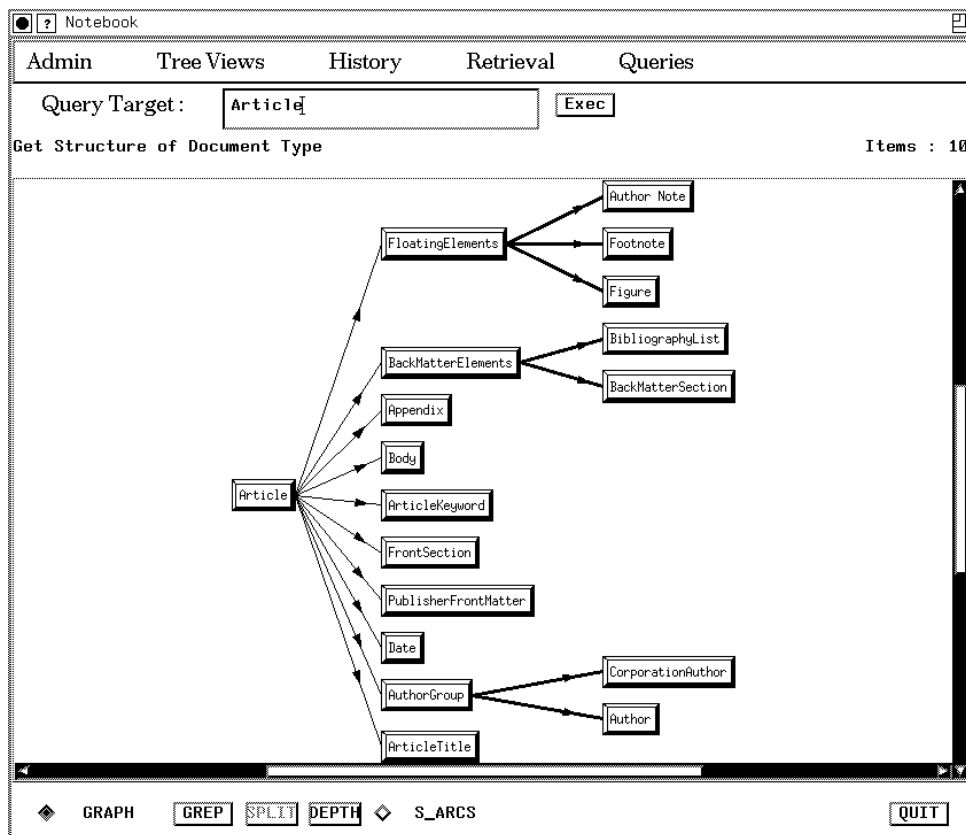 ? Notebook
Admin Tree Views History Retrieval Queries
Query Target : Article Exec
Get Structure of Document Type Items : 10
Author Note
FloatingElements Footnote
Figure
BibliographyList
BackMatterElements
BackMatterSection
Appendix
Body
Article ArticleKeyword
FrontSection
PublisherFrontMatter
Date
CorporationAuthor
AuthorGroup
Author
ArticleTitle
GRAPH GREP SPLIT DEPTH S_ARCS QUIT